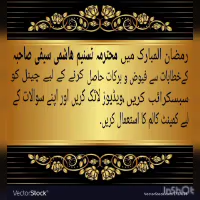 رمضان المبارک میں محترمہ تسنیم ہاشمی سیفی صاحبہ
کے خطابات سے فیوض و برکات حاصل کرنے کے لیے چینل کو
سبسکرائب کریں ،ویڈیوز لائک کریں اور اپنے سوالات کے
لیے کمینٹ کالم کا استعمال کریں۔
VectorStock®
InShOt